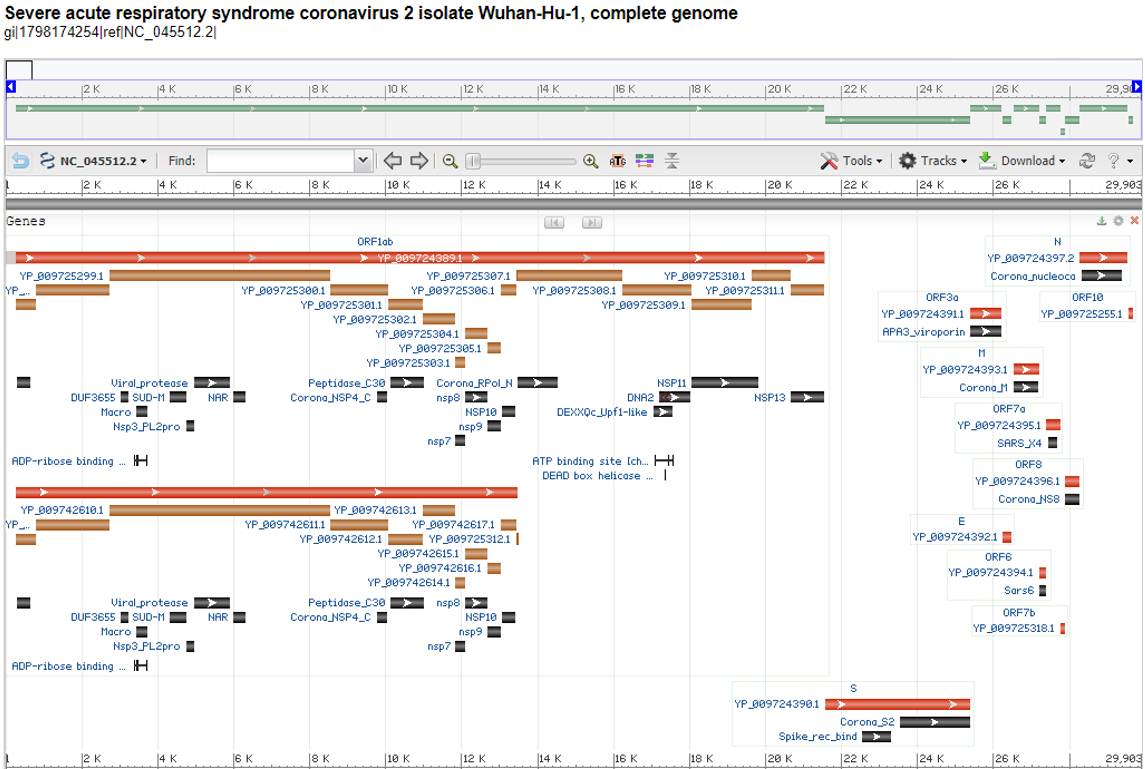 Severe acute respiratory syndrome coronavirus 2 isolate Wuhan-Hu-1, complete genome
gi|1798174254|ref|NC_045512.2|
2 K 4 K 6 K 8 K 10 K 12 K 14 K 16 K 18 K 20 K 22 K 24 K 26 K 29,90
NC_045512.2 Find: Tools Tracks Download ?
1 2 K 4 K 6 K 8 K 10 K 12 K 14 K 16 K 18 K 20 K 22 K 24 K 26 K 29,903
Genes
ORF1ab N
YP_009724389.1 YP_009724397.2
YP_009725299.1 YP_009725307.1 YP_009725310.1 Corona_nucleoca
YP_… YP_009725300.1 YP_009725306.1 YP_009725308.1 YP_009725311.1
ORF3a ORF10
YP_009725301.1 YP_009725309.1
YP_009724391.1 YP_009725255.1
YP_009725302.1
APA3_viroporin
YP_009725304.1
YP_009725305.1
M
YP_009725303.1
YP_009724393.1
Viral_protease Peptidase_C30 Corona_RPol_N NSP11 Corona_M
DUF3655 SUD-M NAR Corona_NSP4_C nsp8 DNA2 NSP13
Macro NSP10 DEXXQc_Upf1-like ORF7a
Nsp3_PL2pro nsp9 YP_009724395.1
nsp7 SARS_X4
ADP-ribose binding ... ATP binding site [ch... ORF8
DEAD box helicase ... YP_009724396.1
Corona_NS8
YP_009742610.1 YP_009742613.1
YP_… YP_009742611.1 YP_009742617.1 E
YP_009742612.1 YP_009725312.1 YP_009724392.1
YP_009742615.1 ORF6
YP_009742616.1 YP_009724394.1
YP_009742614.1
Sars6
Viral_protease Peptidase_C30 nsp8
DUF3655 SUD-M NAR Corona_NSP4_C NSP10 ORF7b
Macro nsp9 YP_009725318.1
Nsp3_PL2pro nsp7
ADP-ribose binding ...
S
YP_009724390.1
Corona_S2
Spike_rec_bind
1 2 K 4 K 6 K 8 K 10 K 12 K 14 K 16 K 18 K 20 K 22 K 24 K 26 K 29,903